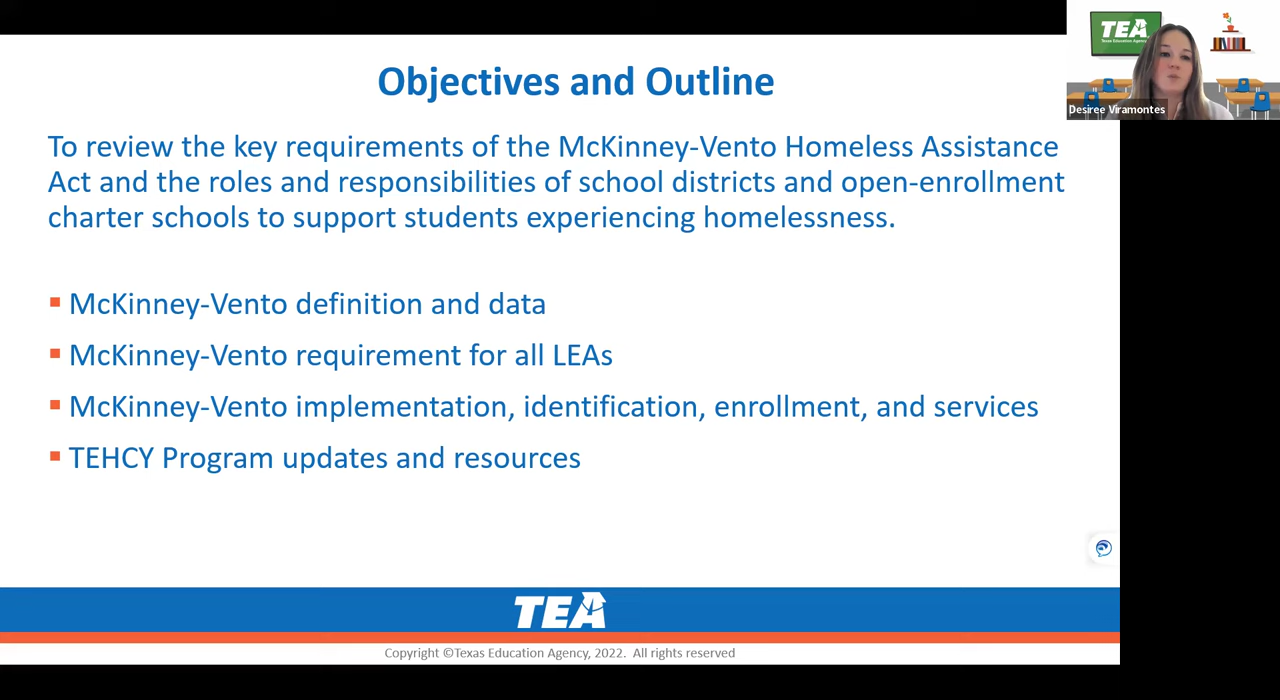 TEA
Texas Education Agency
Desiree Viramontes
Objectives and Outline
To review the key requirements of the McKinney-Vento Homeless Assistance
Act and the roles and responsibilities of school districts and open-enrollment
charter schools to support students experiencing homelessness.
McKinney-Vento definition and data
McKinney-Vento requirement for all LEAs
McKinney-Vento implementation, identification, enrollment, and services
TEHCY Program updates and resources
TEA
Copyright ©Texas Education Agency, 2022. All rights reserved